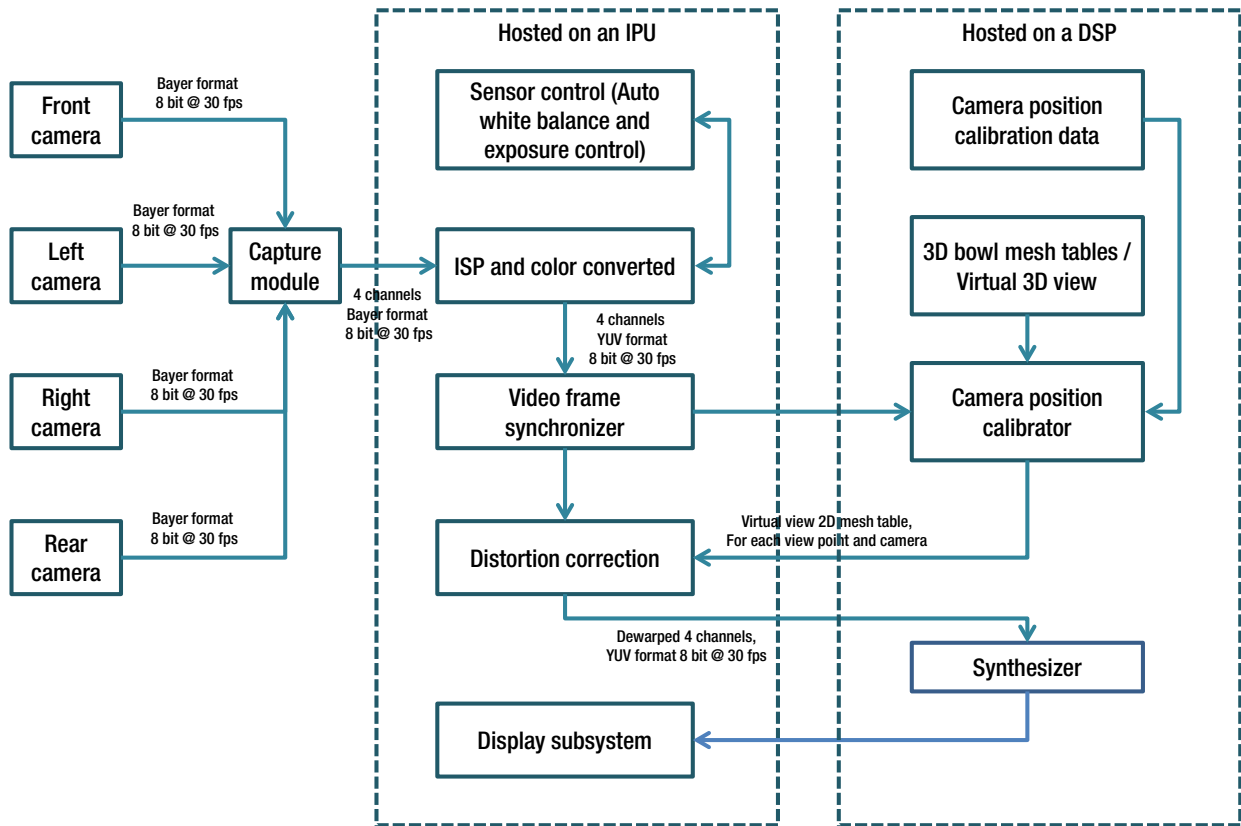 Hosted on an IPU
Hosted on a DSP
Bayer format
8 bit @ 30 fps
Front
camera
Sensor control (Auto
white balance and
exposure control)
Camera position
calibration data
Bayer format
8 bit @ 30 fps
Left
camera
Capture
module
ISP and color converted
3D bowl mesh tables /
Virtual 3D view
4 channels
Bayer format
8 bit @ 30 fps
4 channels
YUV format
8 bit @ 30 fps
Bayer format
8 bit @ 30 fps
Right
camera
Video frame
synchronizer
Camera position
calibrator
Bayer format
8 bit @ 30 fps
Rear
camera
Virtual view 2D mesh table,
For each view point and camera
Distortion correction
Dewarped 4 channels,
YUV format 8 bit @ 30 fps
Synthesizer
Display subsystem